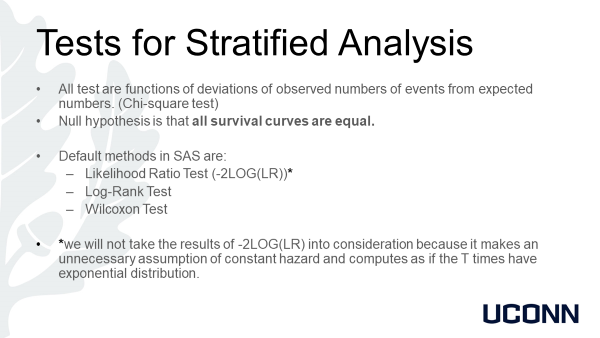 Tests for Stratified Analysis
• All test are functions of deviations of observed numbers of events from expected
numbers. (Chi-square test)
• Null hypothesis is that all survival curves are equal.
• Default methods in SAS are:
– Likelihood Ratio Test (-2LOG(LR))*
– Log-Rank Test
– Wilcoxon Test
• *we will not take the results of -2LOG(LR) into consideration because it makes an
unnecessary assumption of constant hazard and computes as if the T times have
exponential distribution.
UCONN